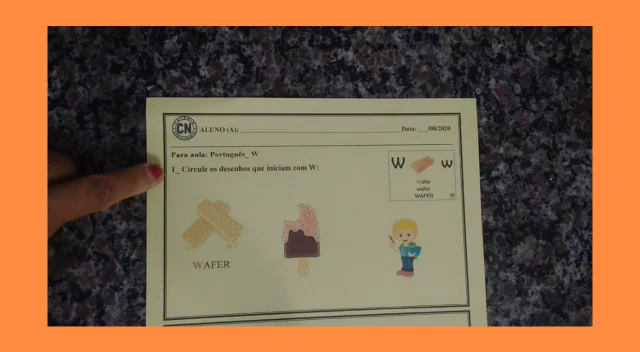 CN
ALUNO (A):
Data: ___/08/2020
Para aula: Português_ W
1_ Circule os desenhos que iniciam com W:
W w
Wafer
wafer
WAFER
WAFER